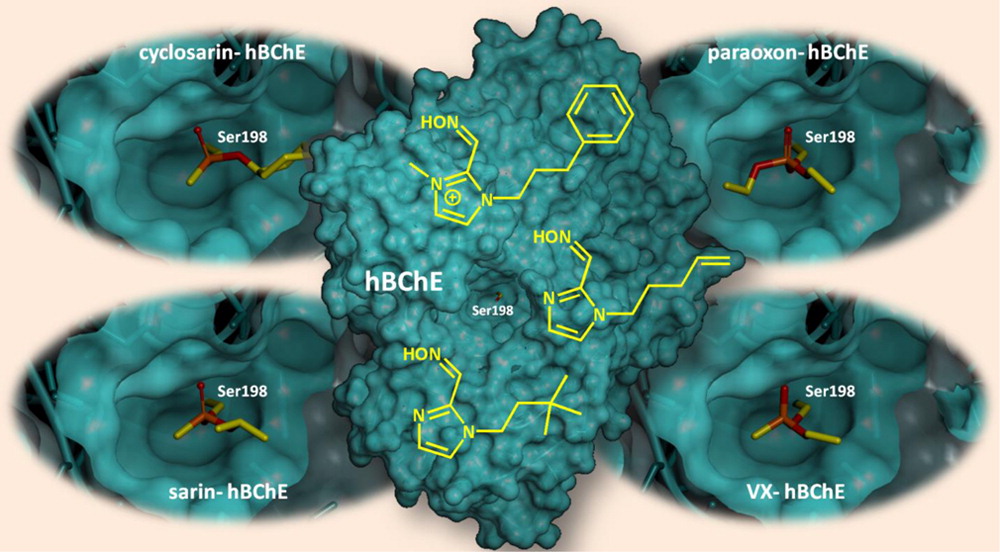 cyclosarin- hBChE
Ser198
paraoxon- hBChE
Ser198
HON
N
+
N
HON
N
N
hBChE
Ser198
HON
N
N
Ser198
sarin- hBChE
Ser198
VX- hBChE